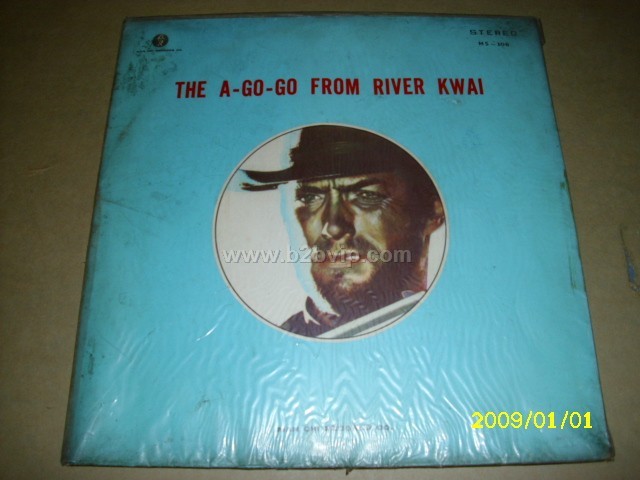 STEREO
THE A-GO-GO FROM RIVER KWAI
www.b2bvip.com
2009/01/01